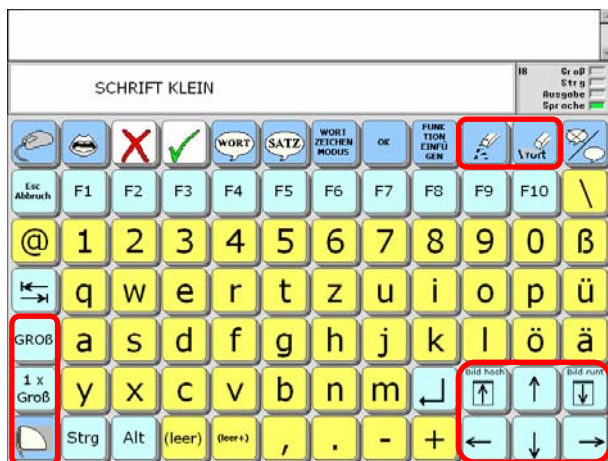 SCHRIFT KLEIN
18 Groß
Strg
Ausgabe
Sprache
WORT SATZ WORT ZEICHEN MODUS OK FUNK TION EINFÜ GEN Wort
Esc Abbruch F1 F2 F3 F4 F5 F6 F7 F8 F9 F10 \
@ 1 2 3 4 5 6 7 8 9 0 ß
q w e r t z u i o p ü
GROß a s d f g h j k l ö ä
1 x Groß y x c v b n m Bild hoch Bild runt
Strg Alt (leer) (leer+) , . - +